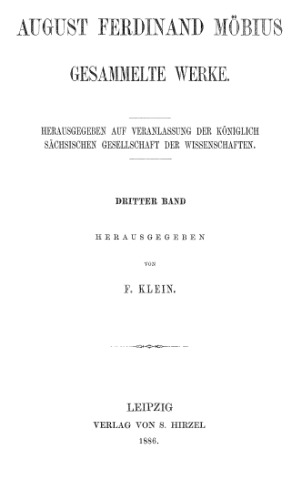 AUGUST FERDINAND MÖBIUS
GESAMMELTE WERKE.
HERAUSGEGEBEN AUF VERANLASSUNG DER KÖNIGLICH
SÄCHSISCHEN GESELLSCHAFT DER WISSENSCHAFTEN.
DRITTER BAND
HERAUSGEGEBEN
VON
F. KLEIN.
LEIPZIG
VERLAG VON S. HIRZEL
1886.